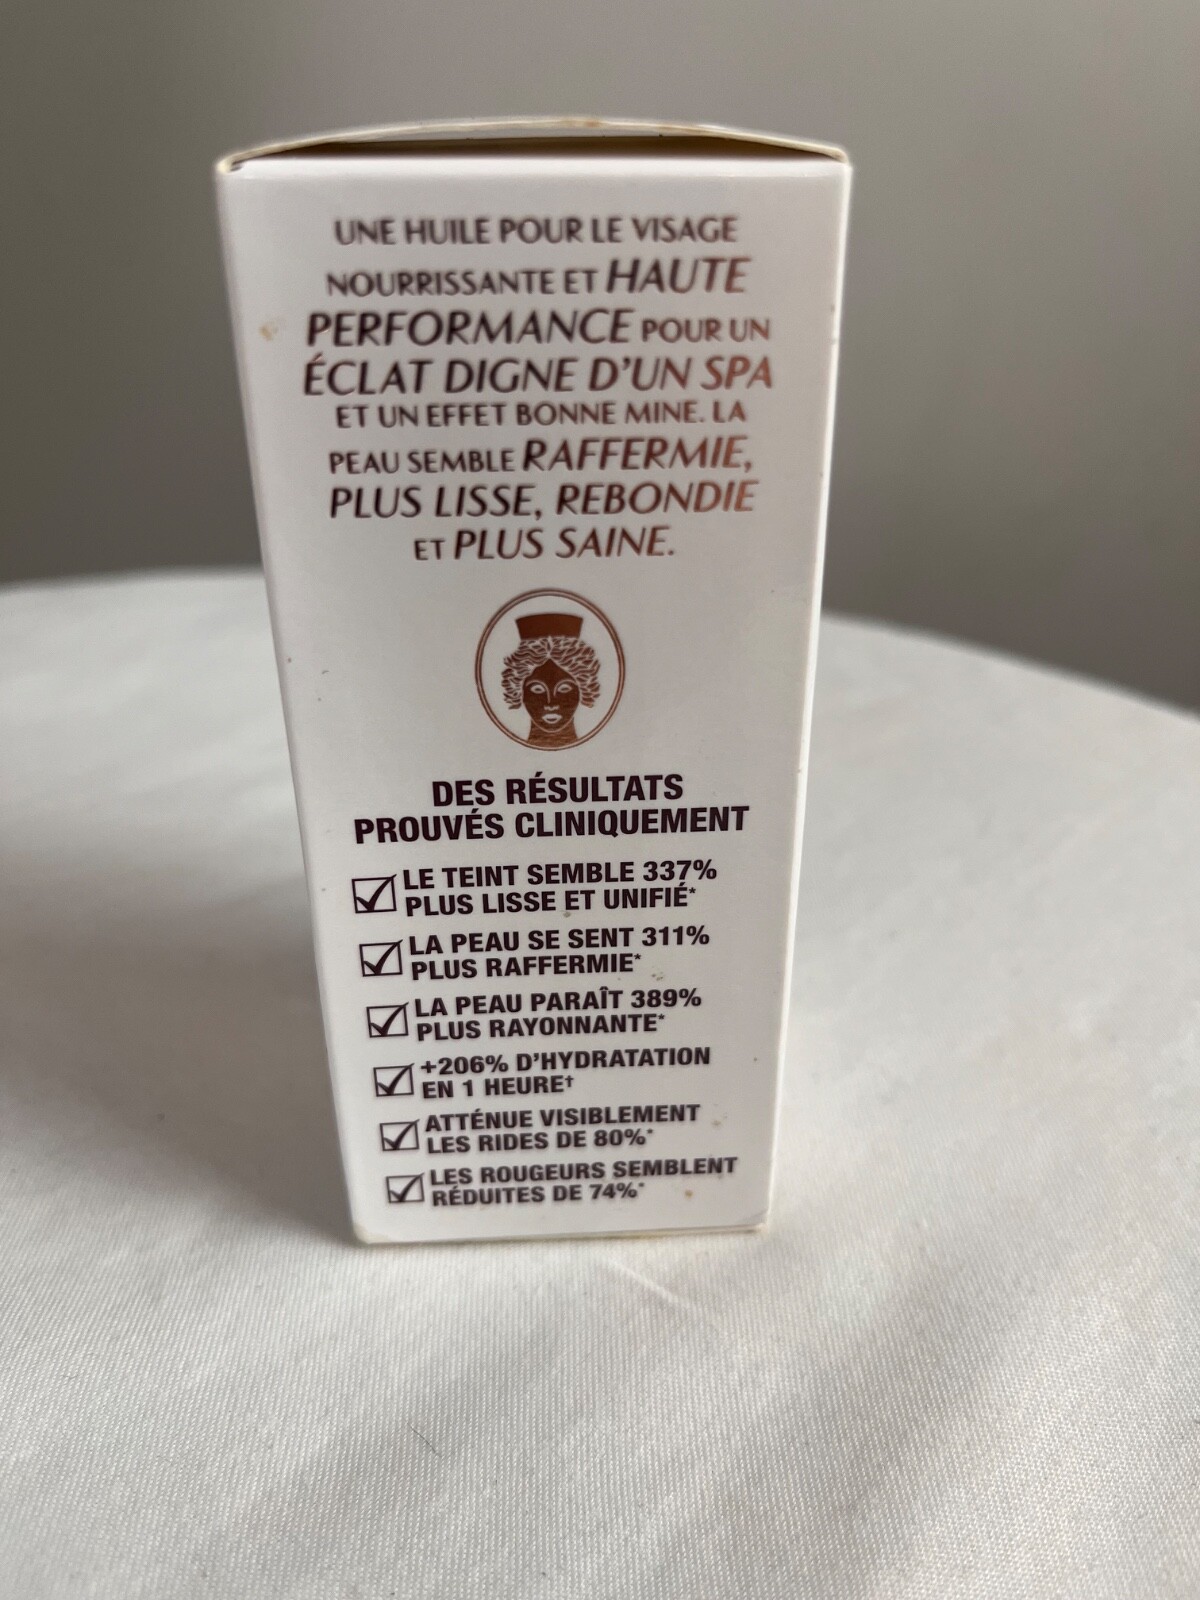 UNE HUILE POUR LE VISAGE
NOURRISSANTE ET HAUTE
PERFORMANCE POUR UN
ÉCLAT DIGNE D'UN SPA
ET UN EFFET BONNE MINE. LA
PEAU SEMBLE RAFFERMIE,
PLUS LISSE, REBONDIE
ET PLUS SAINE.
DES RÉSULTATS
PROUVÉS CLINIQUEMENT
LE TEINT SEMBLE 337%
PLUS LISSE ET UNIFIÉ*
LA PEAU SE SENT 311%
PLUS RAFFERMIE*
LA PEAU PARAÎT 389%
PLUS RAYONNANTE*
+206% D'HYDRATATION
EN 1 HEURE†
ATTÉNUE VISIBLEMENT
LES RIDES DE 80%*
LES ROUGEURS SEMBLENT
RÉDUITES DE 74%*